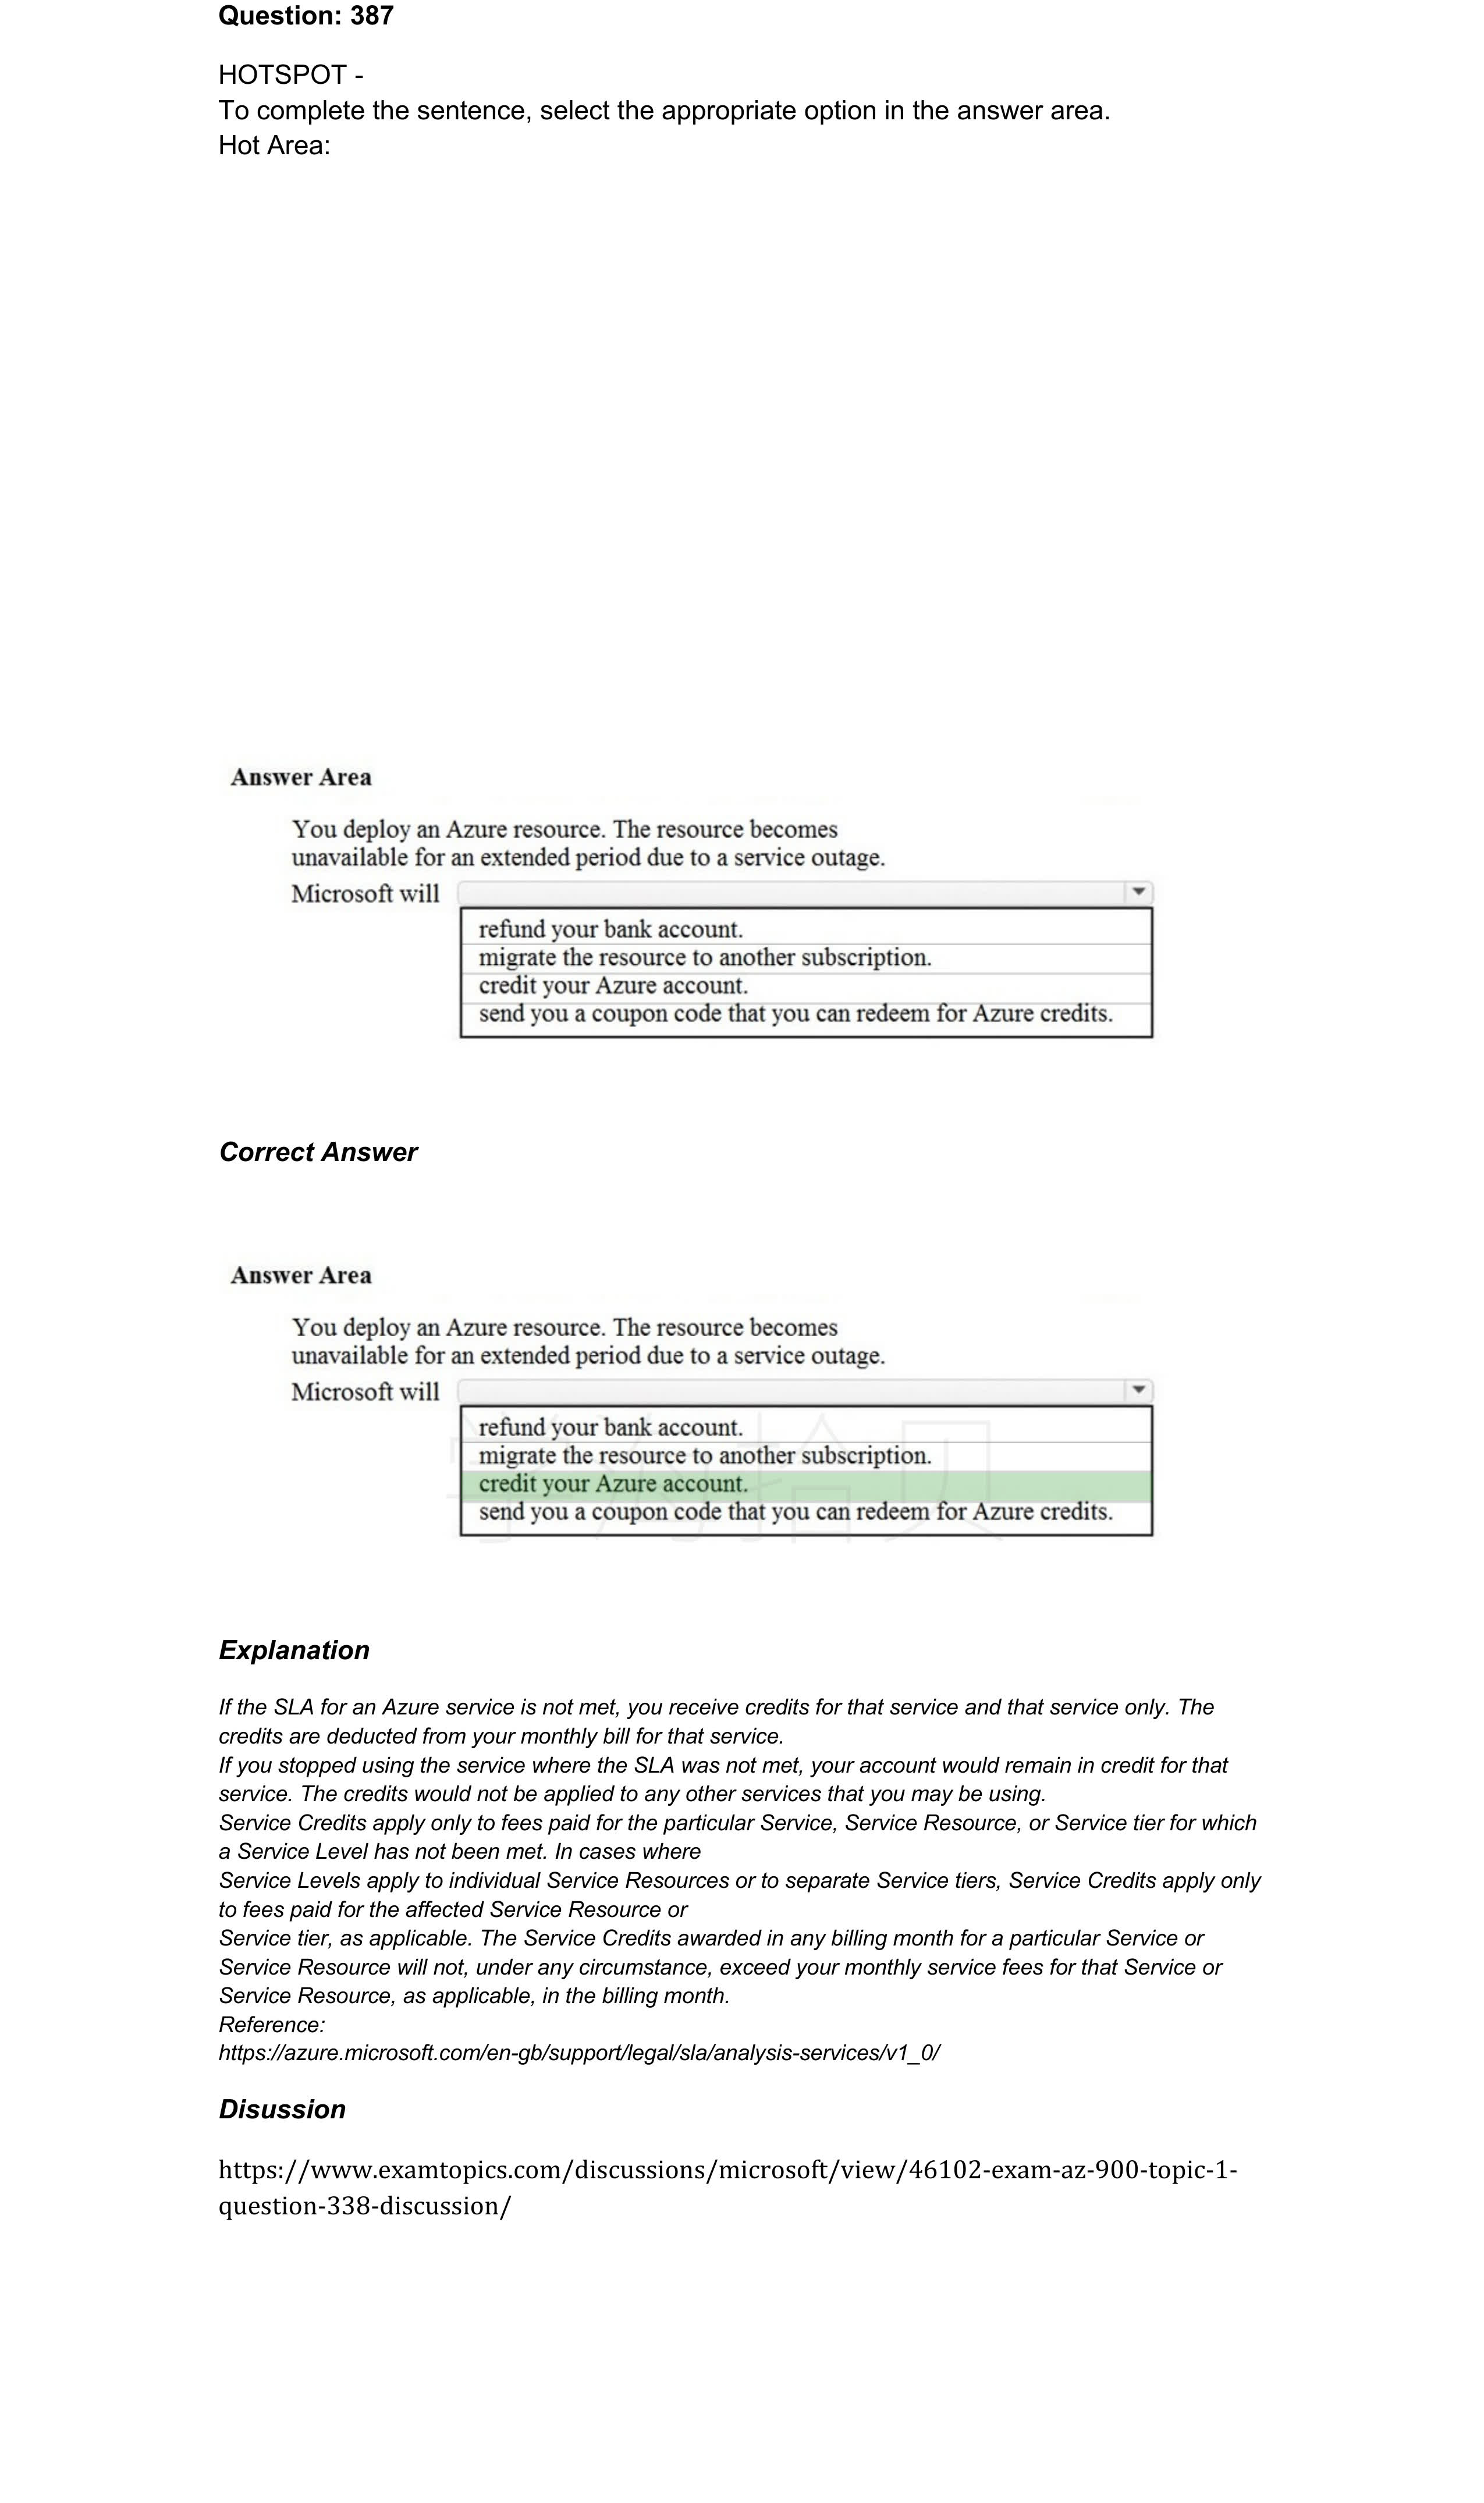 Question: 387
HOTSPOT -
To complete the sentence, select the appropriate option in the answer area.
Hot Area:
Answer Area
You deploy an Azure resource. The resource becomes
unavailable for an extended period due to a service outage.
Microsoft will
refund your bank account.
migrate the resource to another subscription.
credit your Azure account.
send you a coupon code that you can redeem for Azure credits.
Correct Answer
Answer Area
You deploy an Azure resource. The resource becomes
unavailable for an extended period due to a service outage.
Microsoft will
refund your bank account.
migrate the resource to another subscription.
credit your Azure account.
send you a coupon code that you can redeem for Azure credits.
学为拾贝
Explanation
If the SLA for an Azure service is not met, you receive credits for that service and that service only. The
credits are deducted from your monthly bill for that service.
If you stopped using the service where the SLA was not met, your account would remain in credit for that
service. The credits would not be applied to any other services that you may be using.
Service Credits apply only to fees paid for the particular Service, Service Resource, or Service tier for which
a Service Level has not been met. In cases where
Service Levels apply to individual Service Resources or to separate Service tiers, Service Credits apply only
to fees paid for the affected Service Resource or
Service tier, as applicable. The Service Credits awarded in any billing month for a particular Service or
Service Resource will not, under any circumstance, exceed your monthly service fees for that Service or
Service Resource, as applicable, in the billing month.
Reference:
https://azure.microsoft.com/en-gb/support/legal/sla/analysis-services/v1_0/
Disussion
https://www.examtopics.com/discussions/microsoft/view/46102-exam-az-900-topic-1-
question-338-discussion/